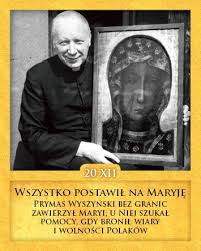 20 XII
Wszystko postawił na Maryję
Prymas Wyszyński bez granic
zawierzył Maryi, u Niej szukał
pomocy, gdy bronił wiary
i wolności Polaków